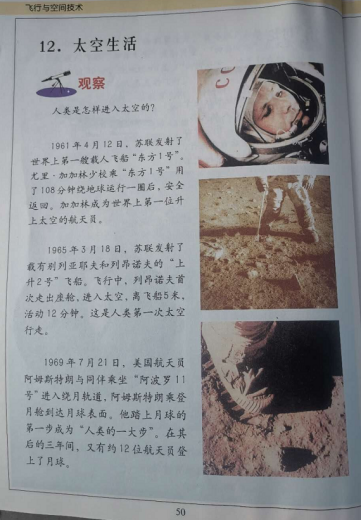 飞行与空间技术
12. 太空生活
观察
人类是怎样进入太空的?
1961年4月12日,苏联发射了
世界上第一艘载人飞船“东方1号”。
尤里·加加林少校乘“东方1号”用
了108分钟绕地球运行一圈后,安全
返回。加加林成为世界上第一位升
上太空的航天员。
1965年3月18日,苏联发射了
载有别列亚耶夫和列昂诺夫的“上
升2号”飞船。飞行中,列昂诺夫首
次走出座舱,进入太空,离飞船5米,
活动12分钟。这是人类第一次太空
行走。
1969年7月21日,美国航天员
阿姆斯特朗与同伴乘坐“阿波罗11
号”进入绕月轨道,阿姆斯特朗乘登
月舱到达月球表面。他踏上月球的
第一步成为“人类的一大步”。在其
后的三年间,又有约12位航天员登
上了月球。
CC
50